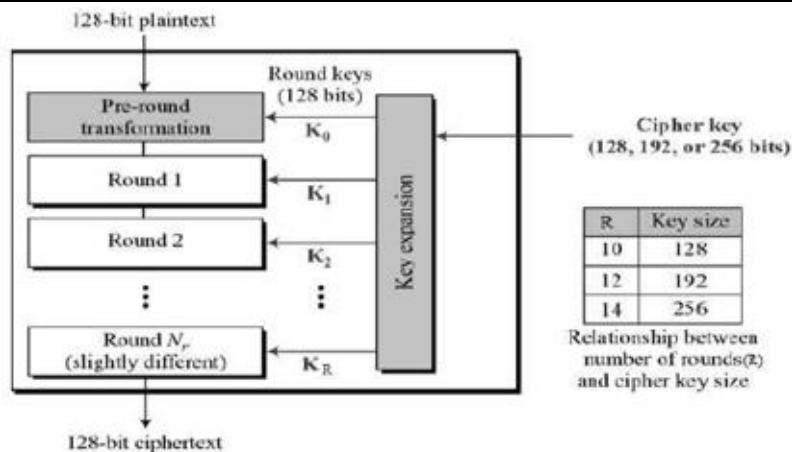 128-bit plaintext
Round keys
(128 bits)
Pre-round
transformation
K₀
Cipher key
(128, 192, or 256 bits)
Round 1
K₁
Round 2
K₂
Key expansion
⋮
⋮
Round Nᵣ
(slightly different)
K_R
128-bit ciphertext
R Key size
10 128
12 192
14 256
Relationship between
number of rounds(R)
and cipher key size